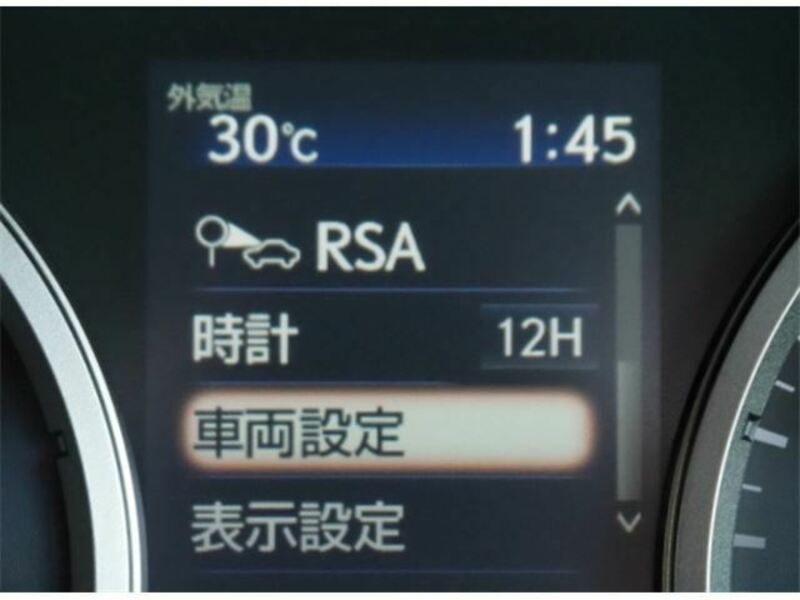 外気温
30℃ 1:45
RSA
時計 12H
車両設定
表示設定